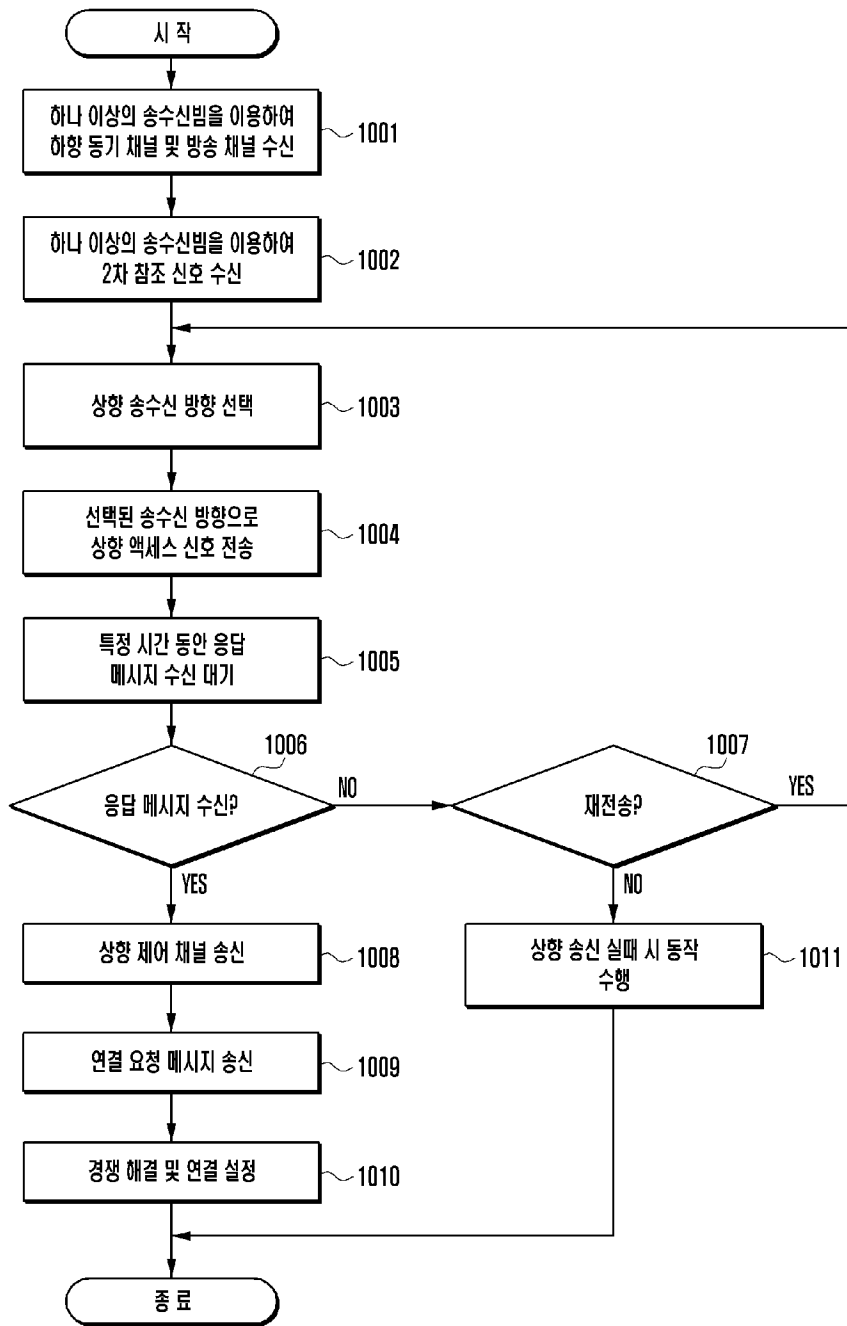 시 작
하나 이상의 송수신빔을 이용하여
하향 동기 채널 및 방송 채널 수신
1001
하나 이상의 송수신빔을 이용하여
2차 참조 신호 수신
1002
상향 송수신 방향 선택
1003
선택된 송수신 방향으로
상향 액세스 신호 전송
1004
특정 시간 동안 응답
메시지 수신 대기
1005
1006
응답 메시지 수신?
NO
1007
재전송?
YES
YES
NO
상향 제어 채널 송신
1008
상향 송신 실때 시 동작
수행
1011
연결 요청 메시지 송신
1009
경쟁 해결 및 연결 설정
1010
종 료